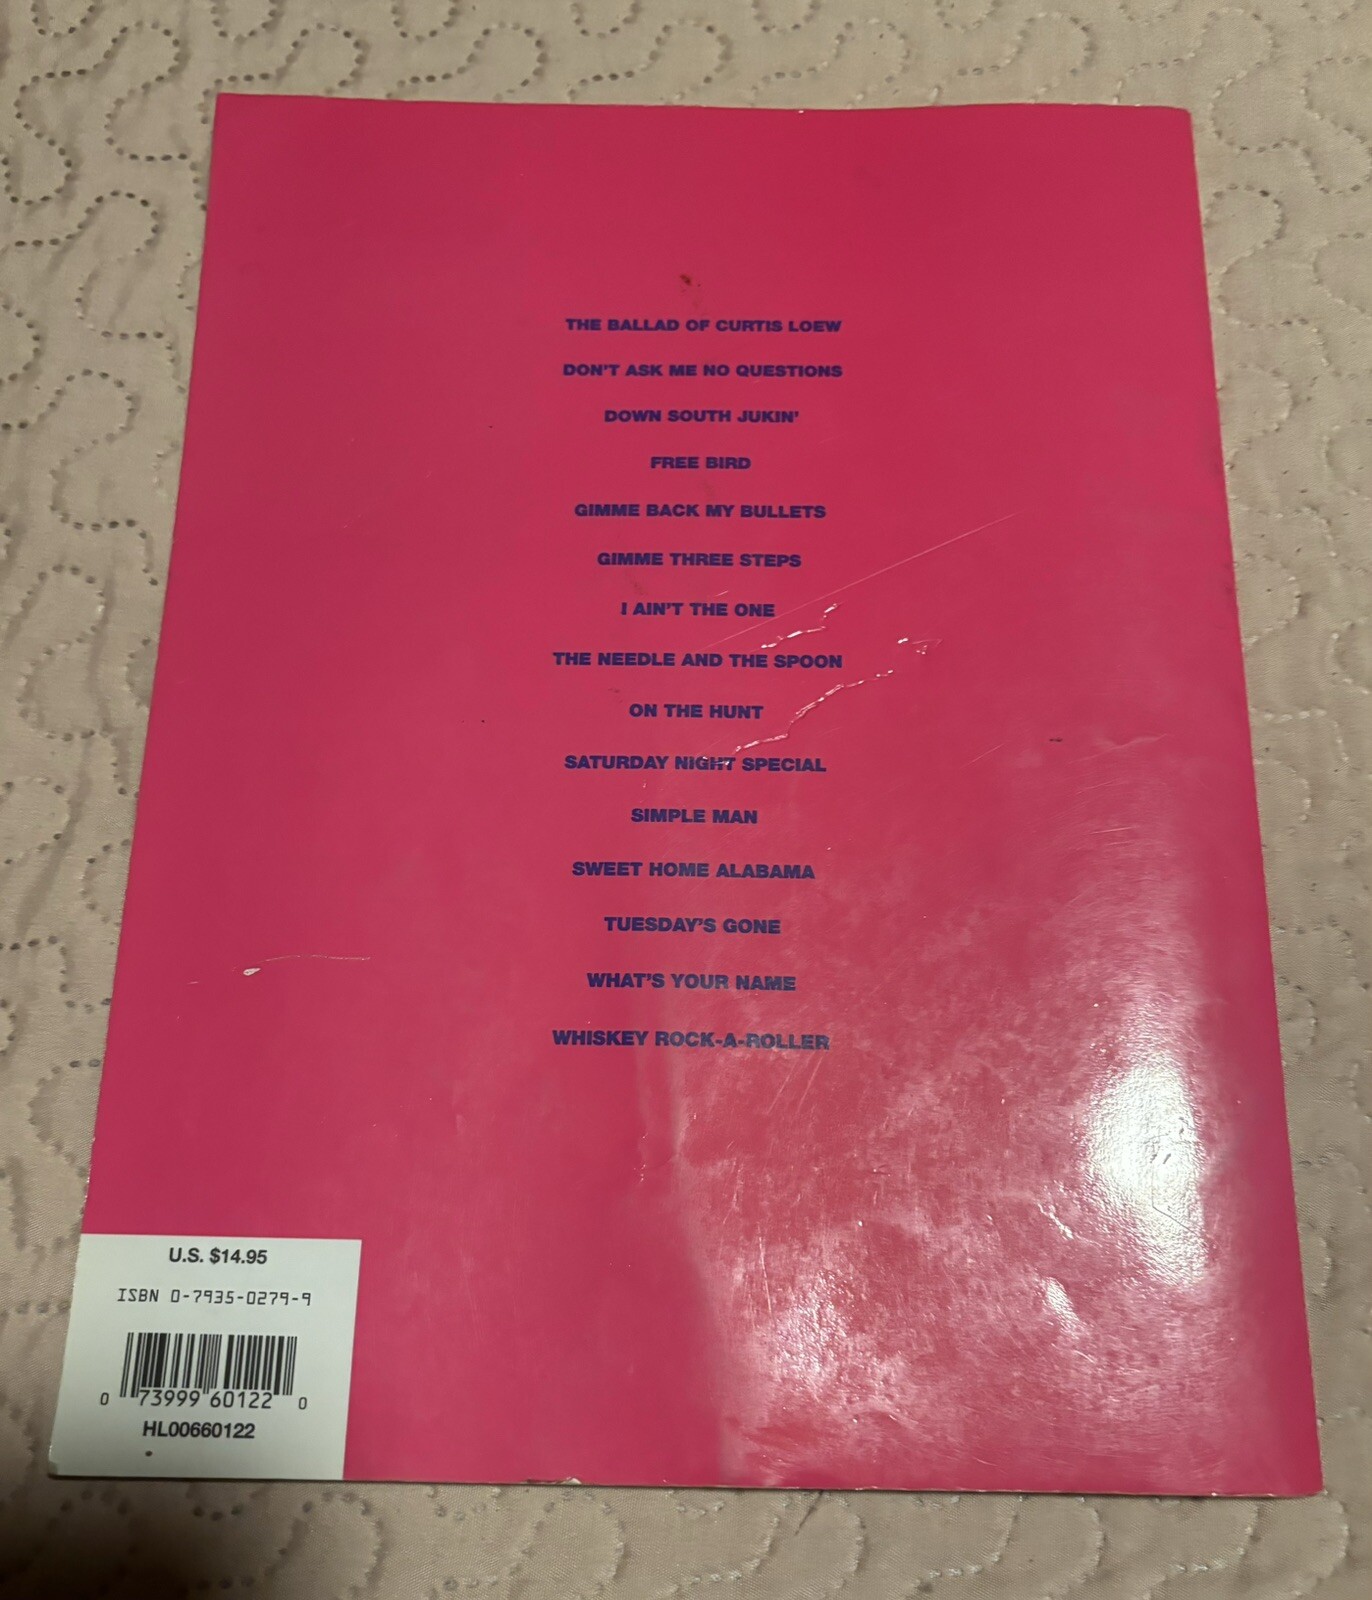 THE BALLAD OF CURTIS LOEW
DON'T ASK ME NO QUESTIONS
DOWN SOUTH JUKIN'
FREE BIRD
GIMME BACK MY BULLETS
GIMME THREE STEPS
I AIN'T THE ONE
THE NEEDLE AND THE SPOON
ON THE HUNT
SATURDAY NIGHT SPECIAL
SIMPLE MAN
SWEET HOME ALABAMA
TUESDAY'S GONE
WHAT'S YOUR NAME
WHISKEY ROCK-A-ROLLER
U.S. $14.95
ISBN 0-7935-0279-9
0 73999 60122 0
HL00660122